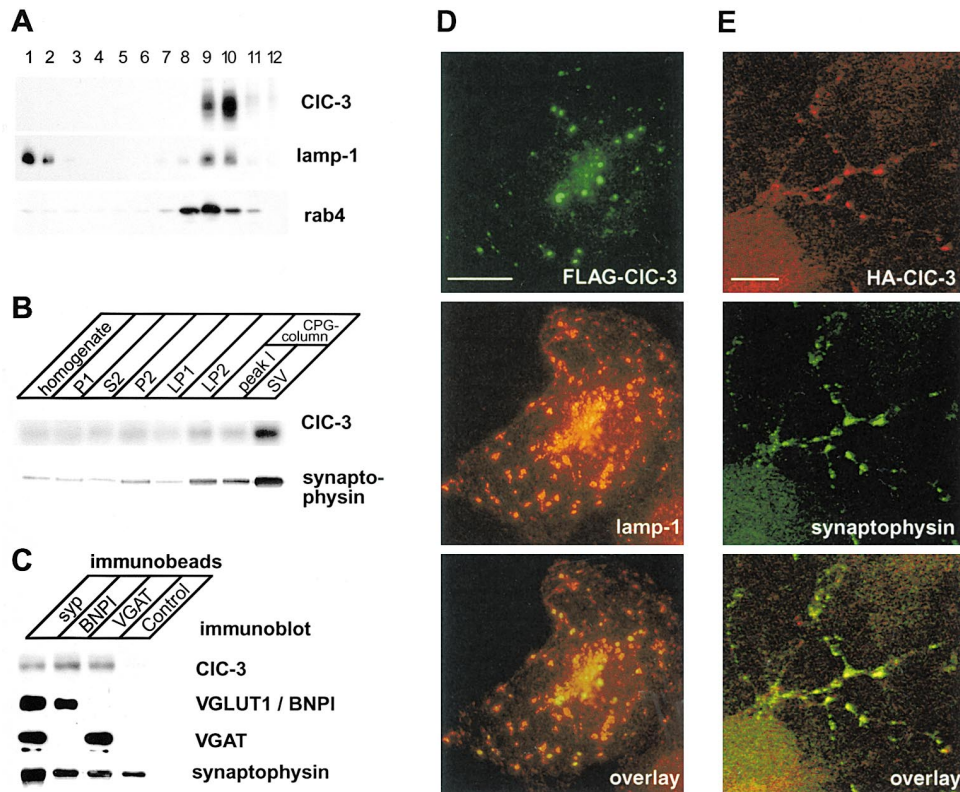 A
1 2 3 4 5 6 7 8 9 10 11 12
ClC-3
lamp-1
rab4
B
homogenate
P1
S2
P2
LP1
LP2
peak I
SV
CPG-
column
ClC-3
synapto-
physin
C
immunobeads
syp
BNPI
VGAT
Control
immunoblot
ClC-3
VGLUT1 / BNPI
VGAT
synaptophysin
D
FLAG-ClC-3
lamp-1
overlay
E
HA-ClC-3
synaptophysin
overlay